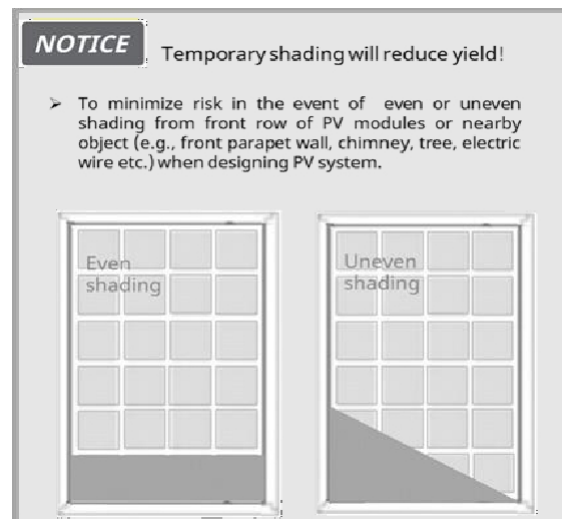 NOTICE Temporary shading will reduce yield!
➢ To minimize risk in the event of even or uneven
shading from front row of PV modules or nearby
object (e.g., front parapet wall, chimney, tree, electric
wire etc.) when designing PV system.
Even
shading
Uneven
shading